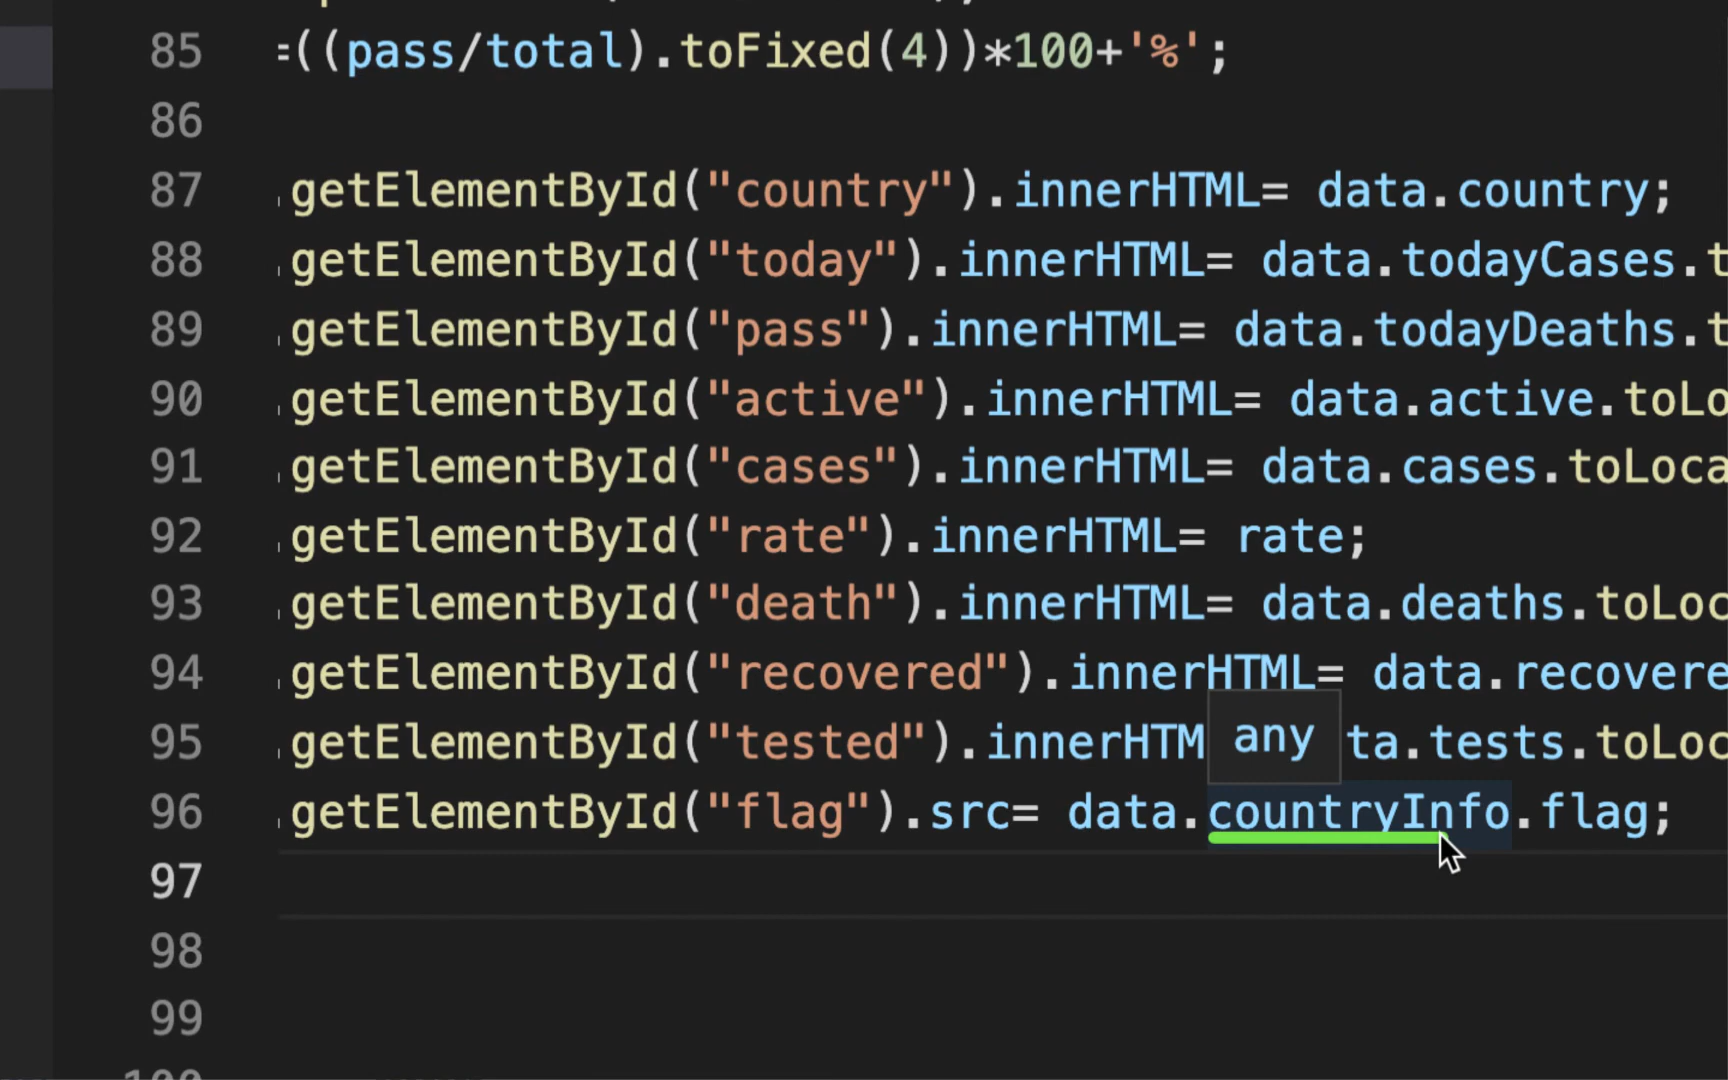 85 =((pass/total).toFixed(4))*100+'%';
86
87 .getElementById("country").innerHTML= data.country;
88 .getElementById("today").innerHTML= data.todayCases.t
89 .getElementById("pass").innerHTML= data.todayDeaths.t
90 .getElementById("active").innerHTML= data.active.toLo
91 .getElementById("cases").innerHTML= data.cases.toLoca
92 .getElementById("rate").innerHTML= rate;
93 .getElementById("death").innerHTML= data.deaths.toLoc
94 .getElementById("recovered").innerHTML= data.recovere
95 .getElementById("tested").innerHTM any ta.tests.toLoc
96 .getElementById("flag").src= data.countryInfo.flag;
97
98
99